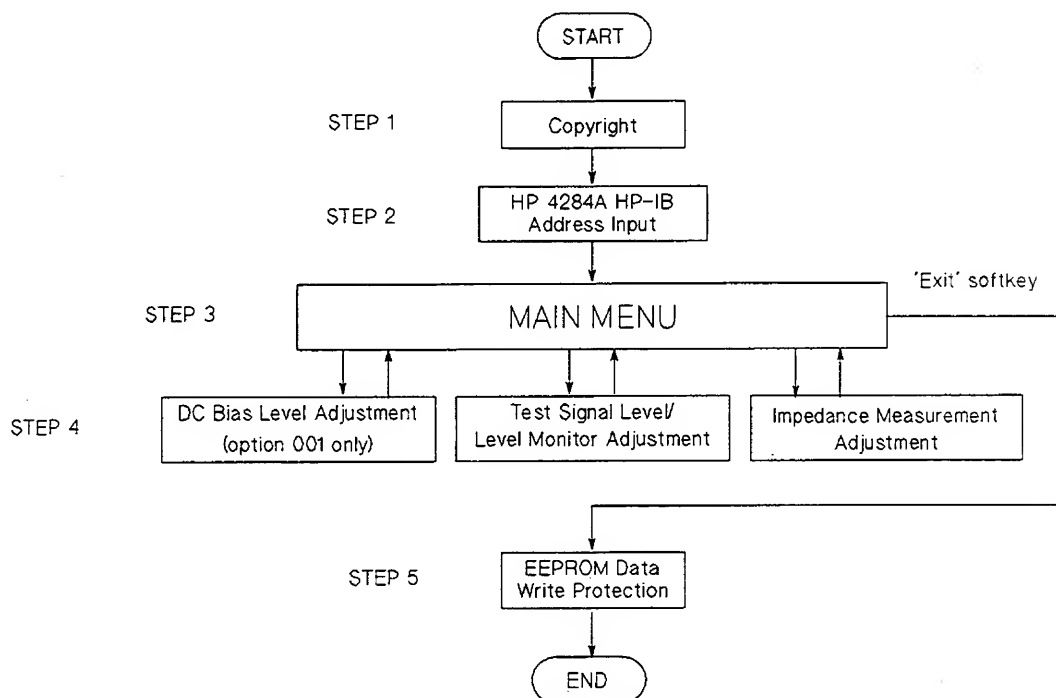 START
STEP 1
Copyright
STEP 2
HP 4284A HP-IB
Address Input
'Exit' softkey
STEP 3
MAIN MENU
STEP 4
DC Bias Level Adjustment
(option 001 only)
Test Signal Level/
Level Monitor Adjustment
Impedance Measurement
Adjustment
STEP 5
EEPROM Data
Write Protection
END